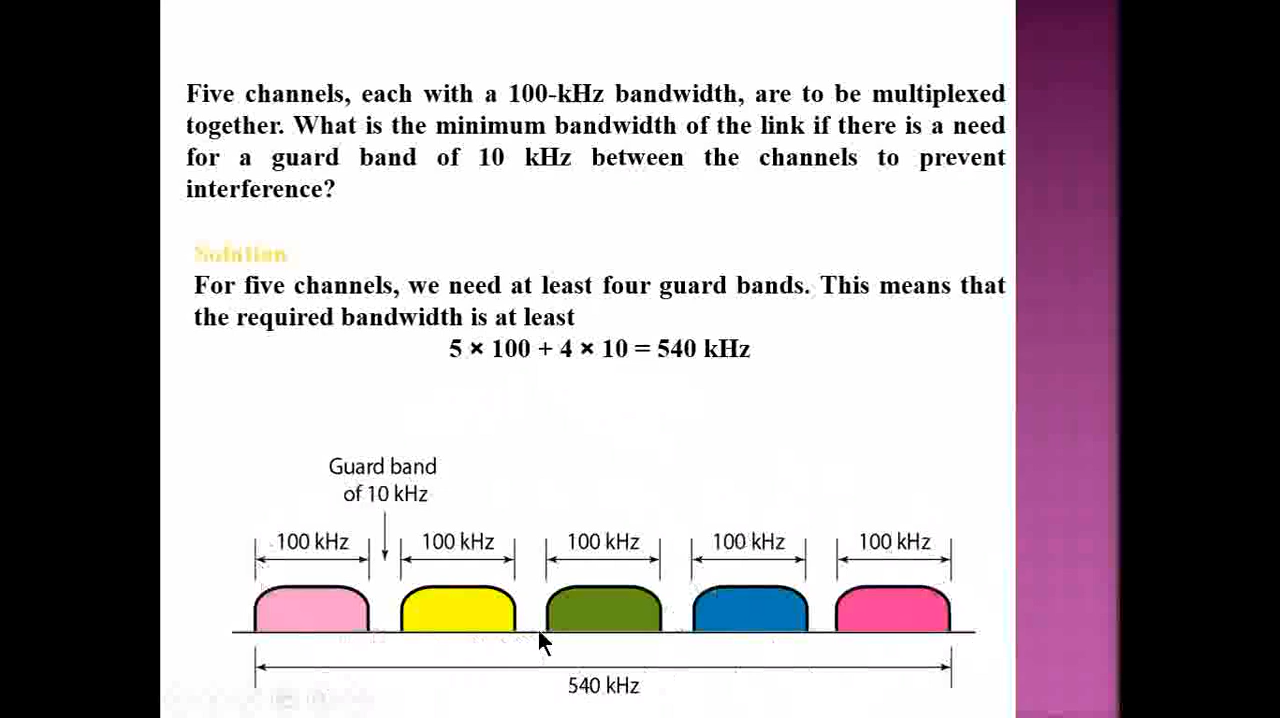 Five channels, each with a 100-kHz bandwidth, are to be multiplexed
together. What is the minimum bandwidth of the link if there is a need
for a guard band of 10 kHz between the channels to prevent
interference?
Solution
For five channels, we need at least four guard bands. This means that
the required bandwidth is at least
5 × 100 + 4 × 10 = 540 kHz
Guard band
of 10 kHz
100 kHz 100 kHz 100 kHz 100 kHz 100 kHz
540 kHz